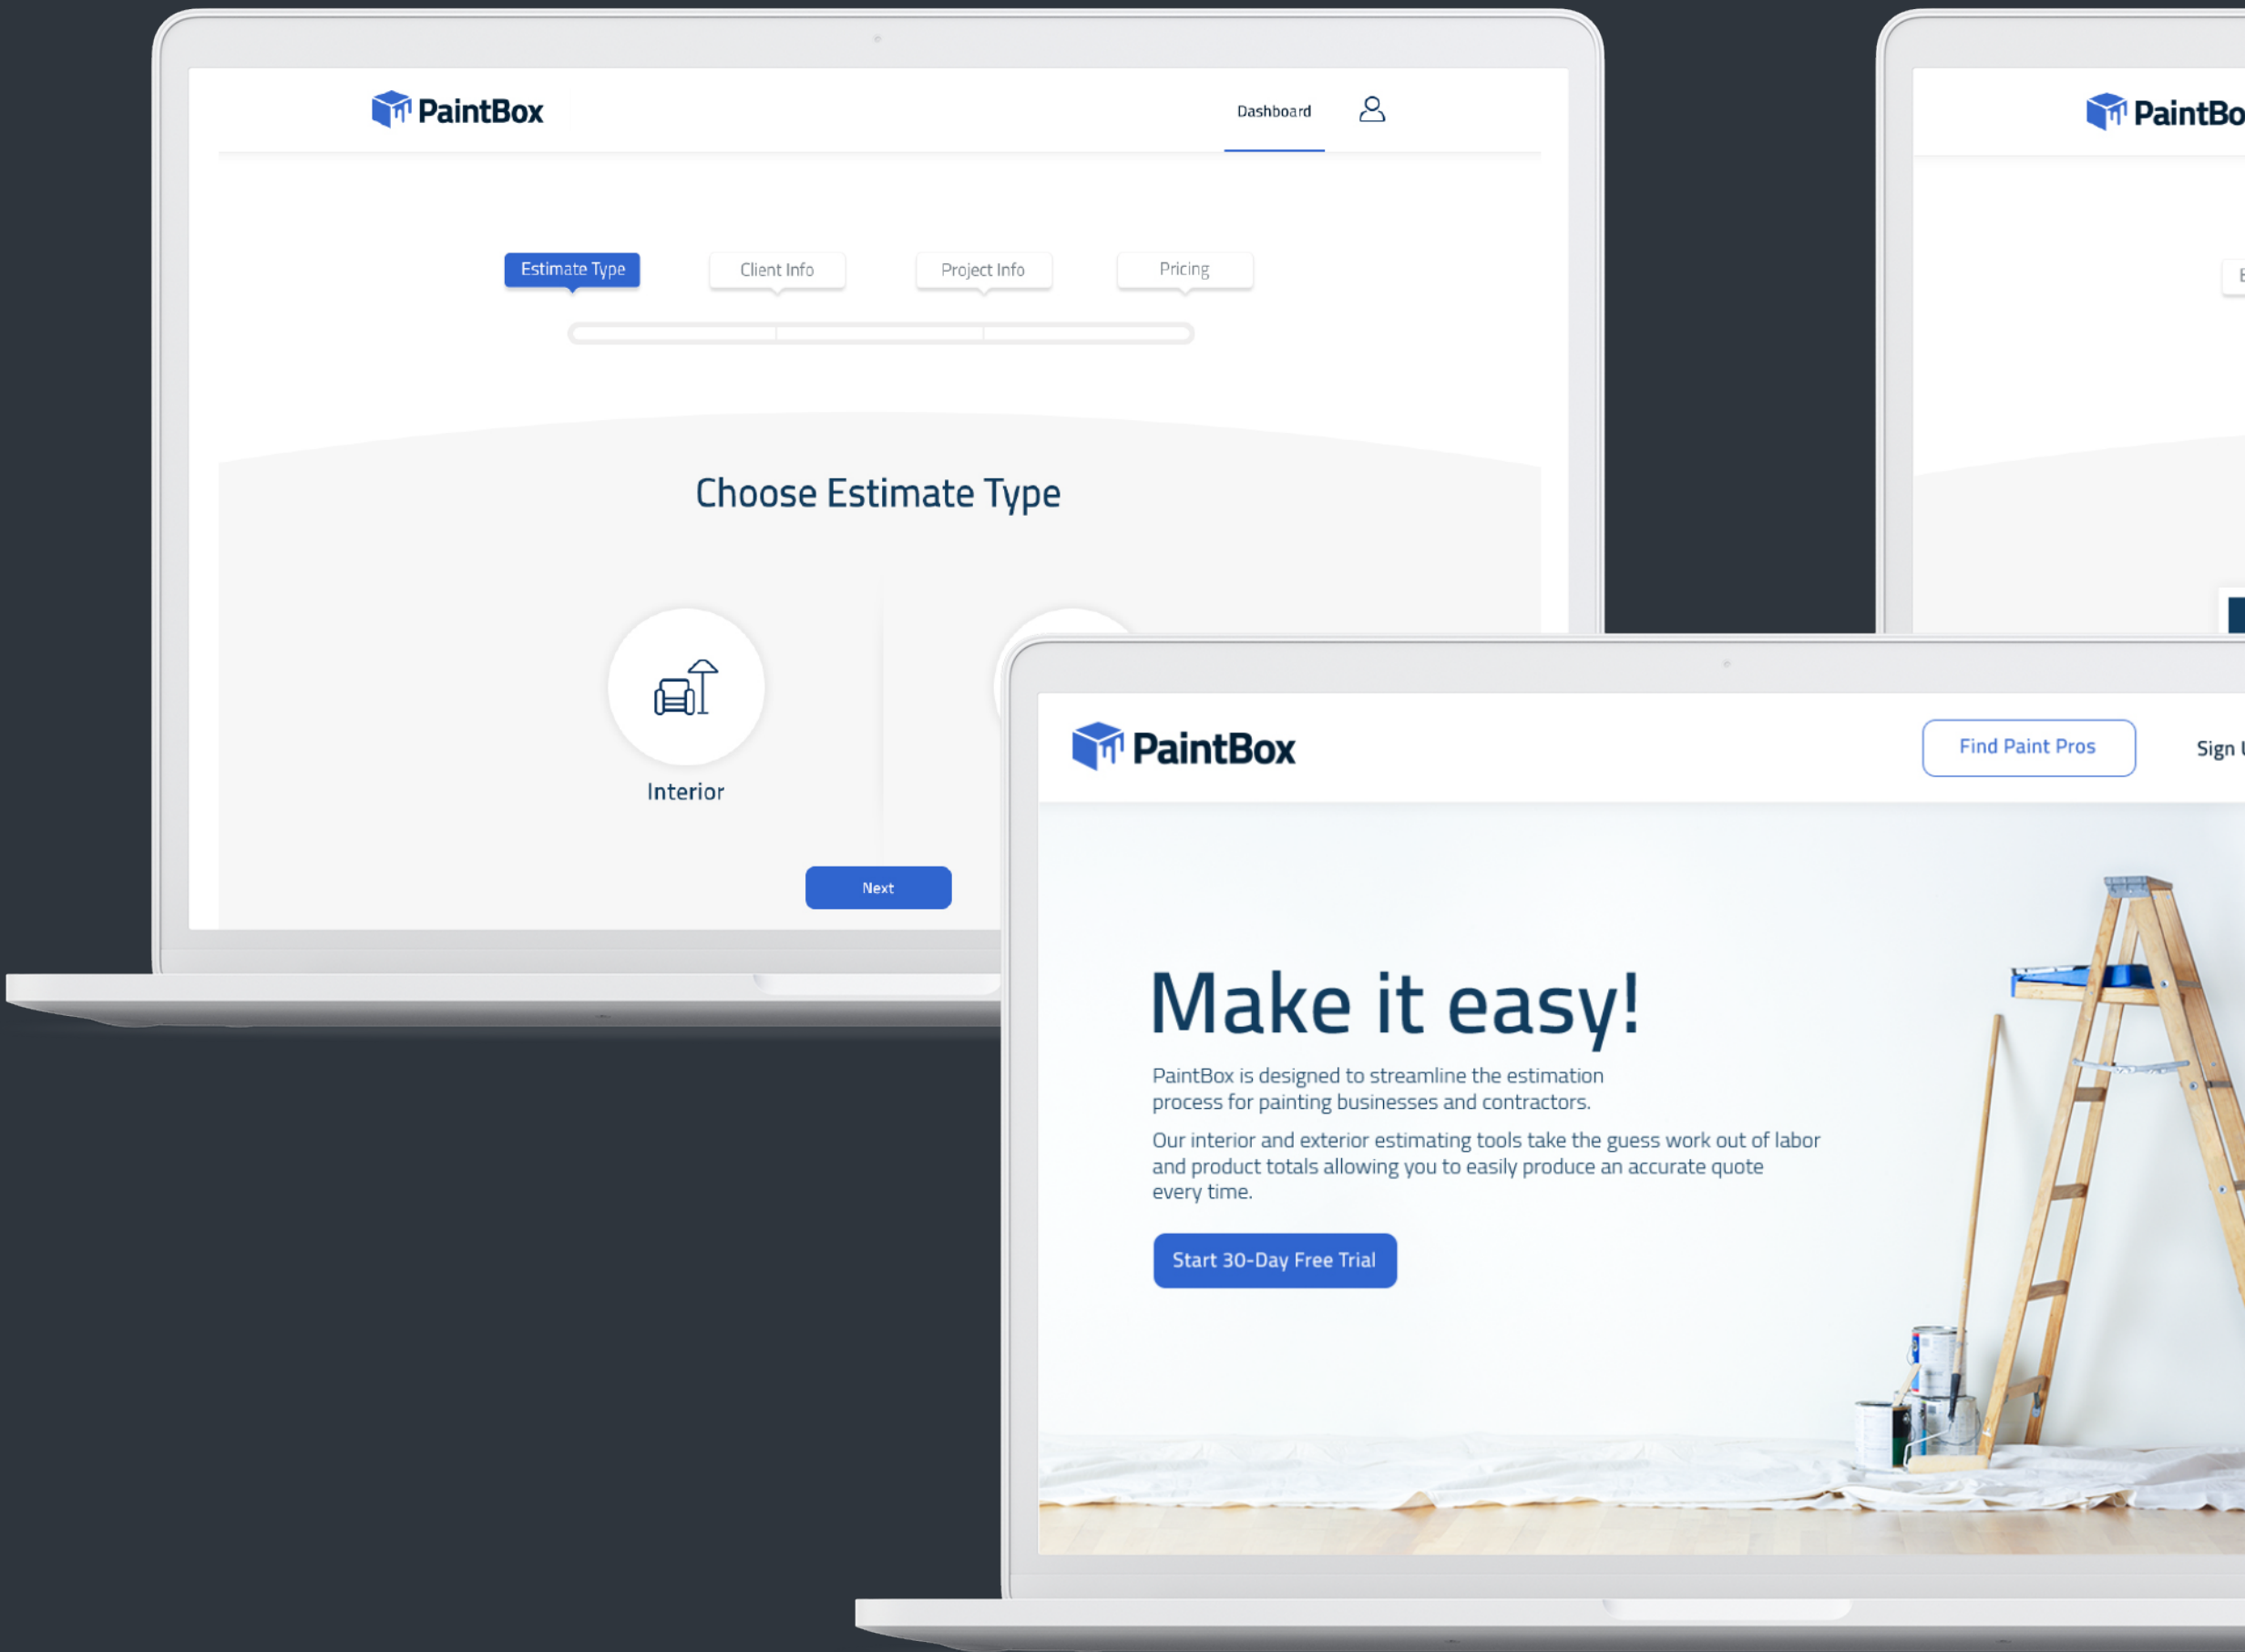 PaintBox
Dashboard
Estimate Type
Client Info
Project Info
Pricing
Choose Estimate Type
Interior
Next
PaintBo
PaintBox
Find Paint Pros
Sign
Make it easy!
PaintBox is designed to streamline the estimation
process for painting businesses and contractors.
Our interior and exterior estimating tools take the guess work out of labor
and product totals allowing you to easily produce an accurate quote
every time.
Start 30-Day Free Trial